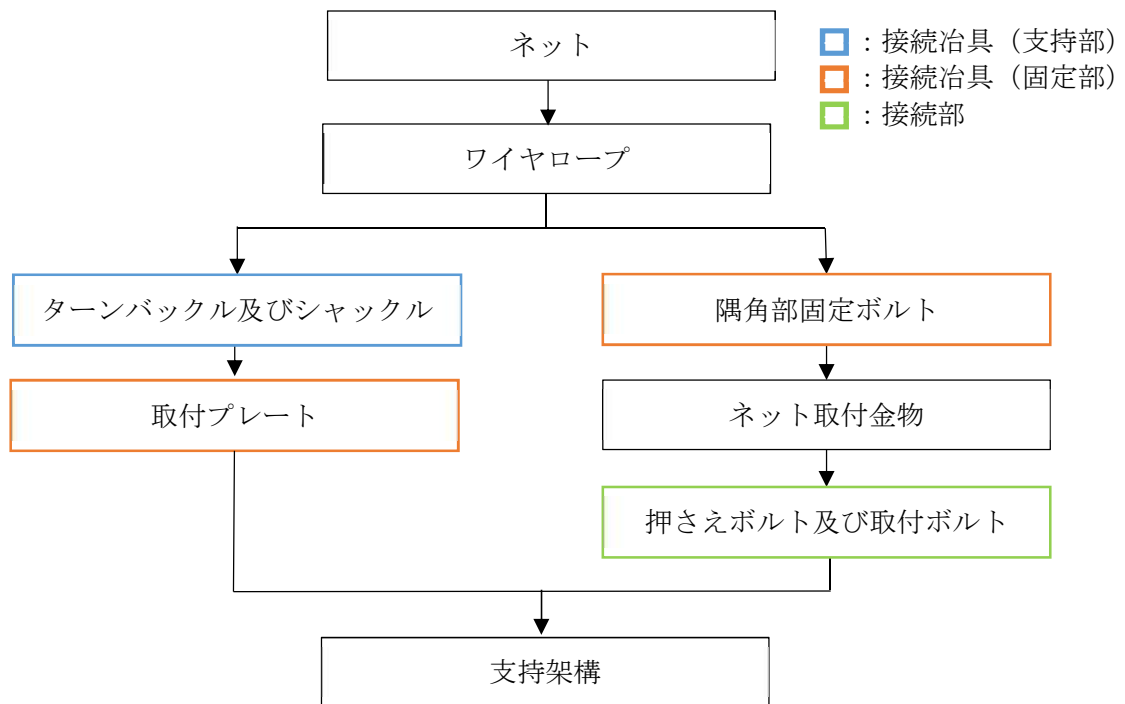 ネット
：接続冶具（支持部）
：接続冶具（固定部）
：接続部
ワイヤロープ
ターンバックル及びシャックル
隅角部固定ボルト
取付プレート
ネット取付金物
押さえボルト及び取付ボルト
支持架構